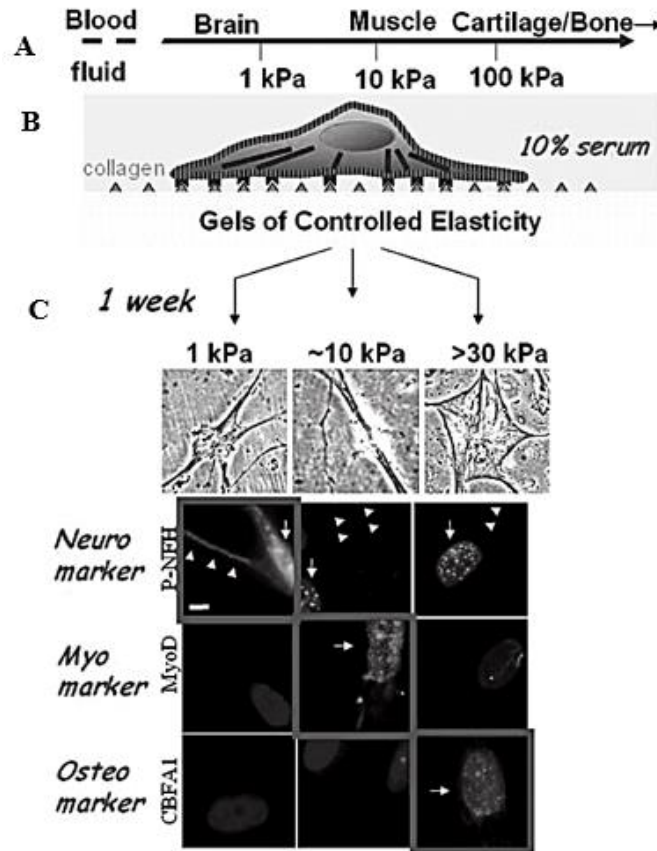 A
Blood
fluid
Brain
Muscle
Cartilage/Bone
1 kPa
10 kPa
100 kPa
B
collagen
10% serum
Gels of Controlled Elasticity
1 week
C
1 kPa
~10 kPa
>30 kPa
Neuro
marker
P-NFH
Myo
marker
MyoD
Osteo
marker
CBFA1